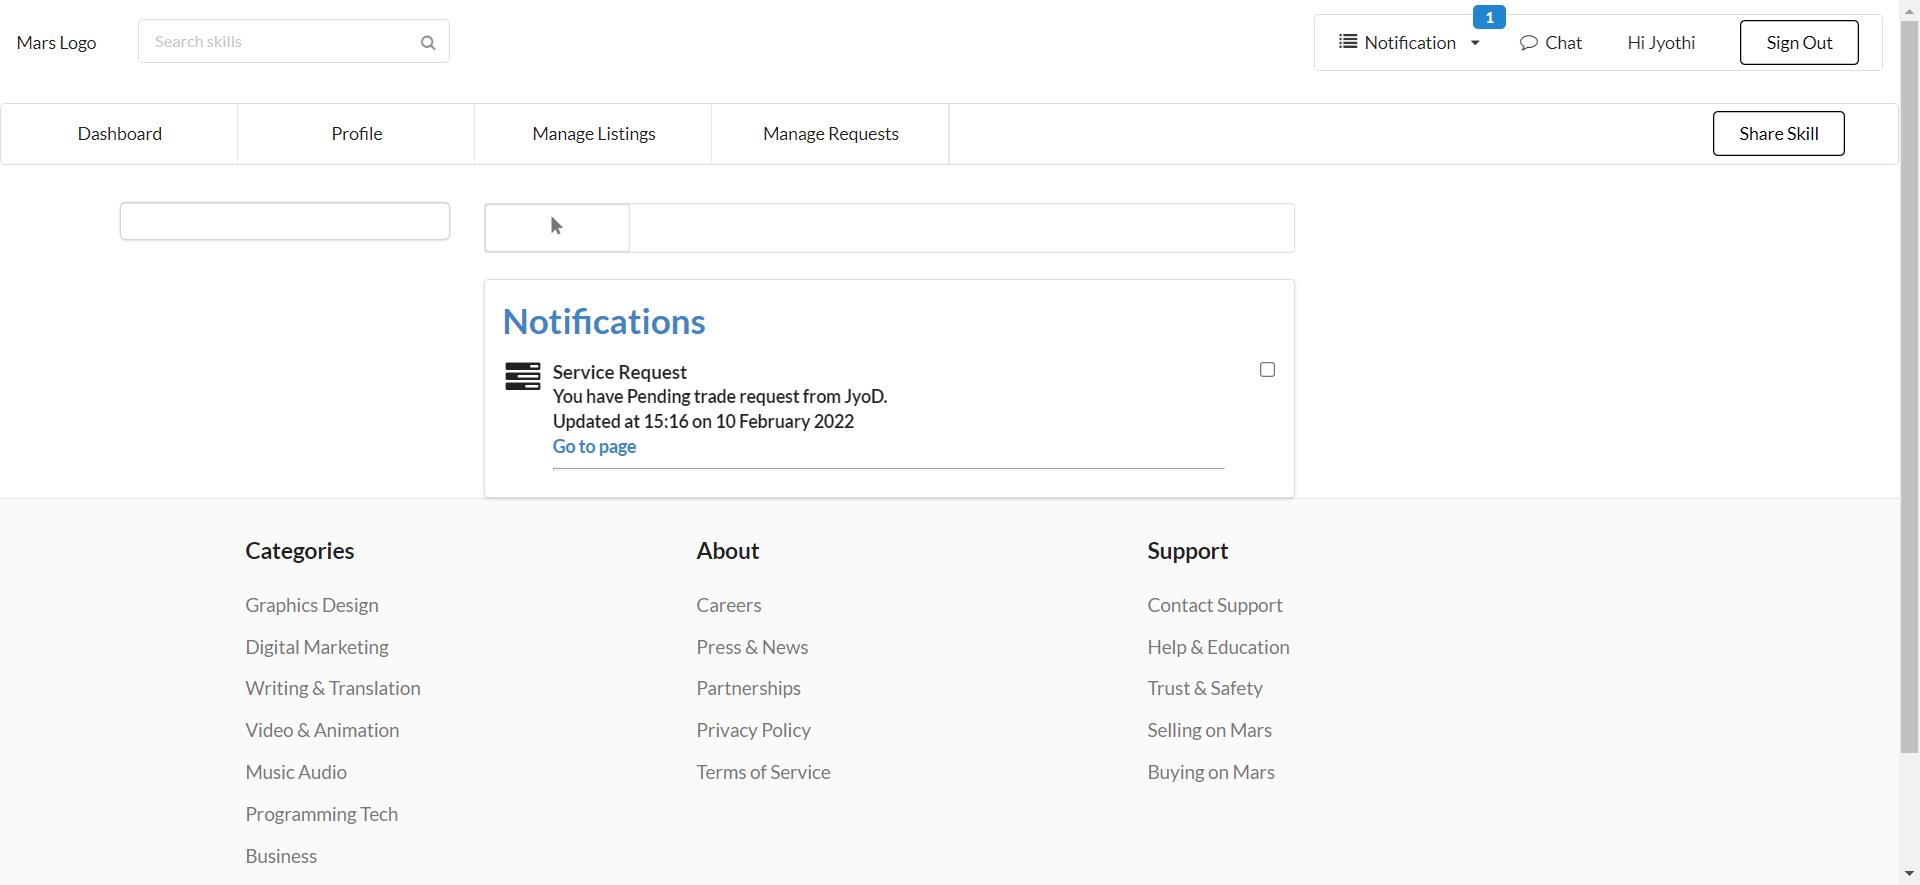 Mars Logo
Search skills
1
Notification
Chat
Hi Jyothi
Sign Out
Dashboard
Profile
Manage Listings
Manage Requests
Share Skill
Notifications
Service Request
You have Pending trade request from JyoD.
Updated at 15:16 on 10 February 2022
Go to page
Categories
Graphics Design
Digital Marketing
Writing & Translation
Video & Animation
Music Audio
Programming Tech
Business
About
Careers
Press & News
Partnerships
Privacy Policy
Terms of Service
Support
Contact Support
Help & Education
Trust & Safety
Selling on Mars
Buying on Mars